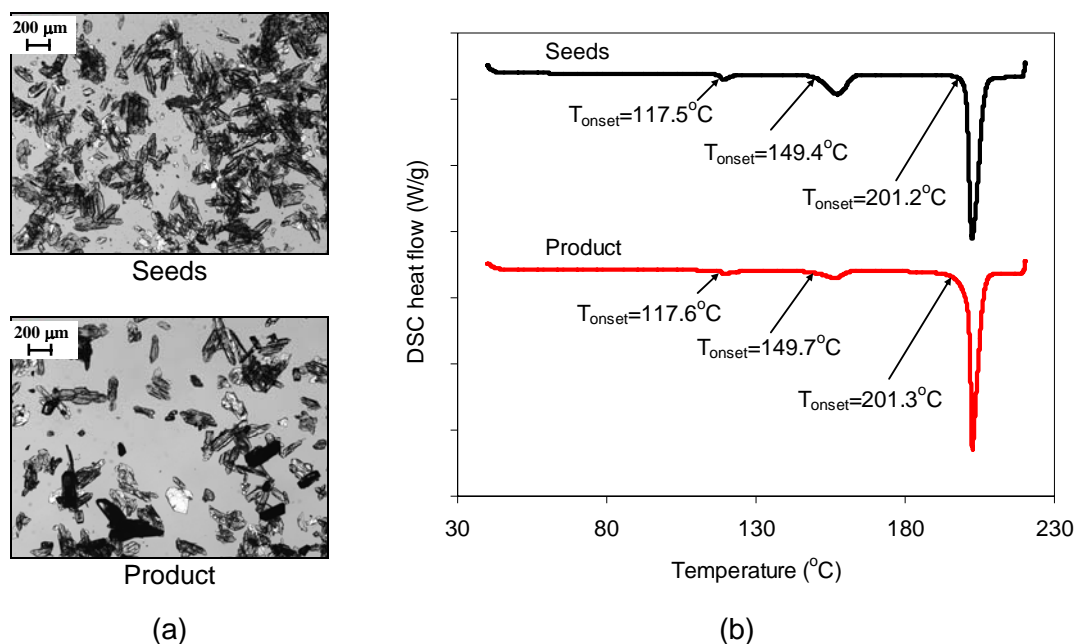 200 µm
Seeds
200 µm
Product
(a)
DSC heat flow (W/g)
Seeds
Tonset=117.5°C
Tonset=149.4°C
Tonset=201.2°C
Product
Tonset=117.6°C
Tonset=149.7°C
Tonset=201.3°C
30 80 130 180 230
Temperature (°C)
(b)